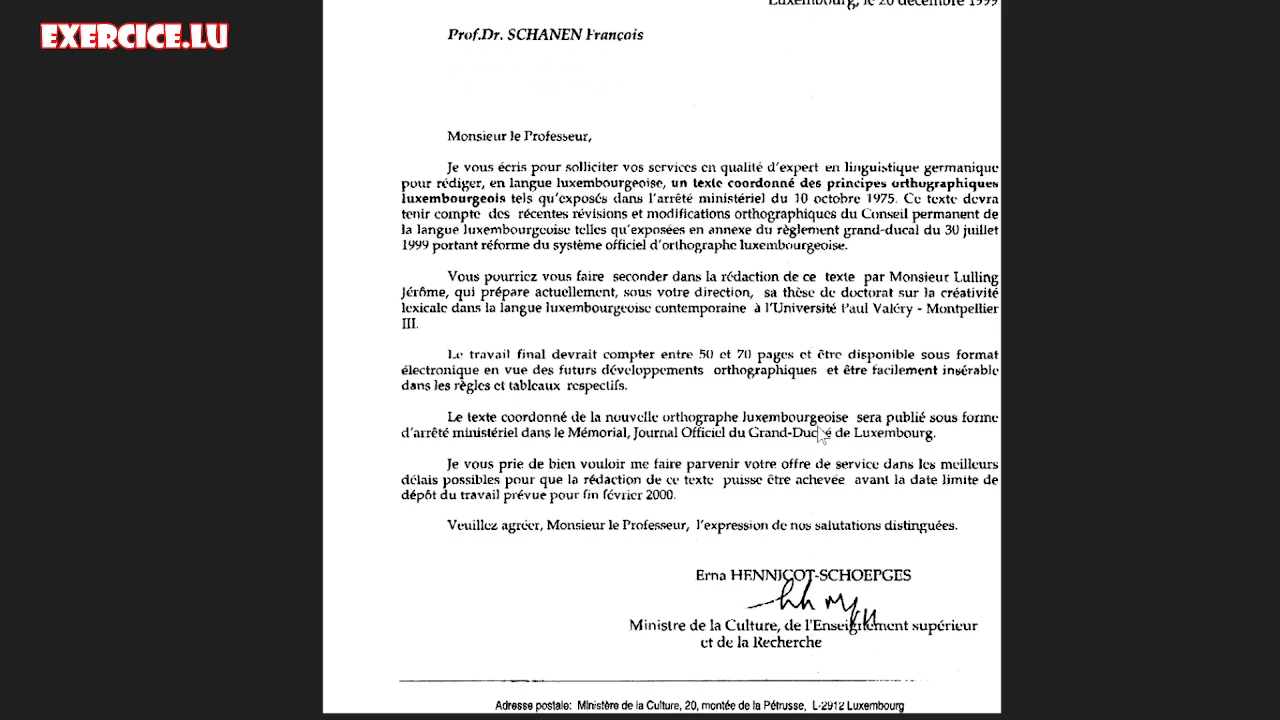 EXERCICE.LU
Luxembourg, le 20 décembre 1999
Prof.Dr. SCHANEN François
Monsieur le Professeur,
Je vous écris pour solliciter vos services en qualité d'expert en linguistique germanique
pour rédiger, en langue luxembourgeoise, un texte coordonné des principes orthographiques
luxembourgeois tels qu'exposés dans l'arrêté ministériel du 10 octobre 1975. Ce texte devra
tenir compte des récentes révisions et modifications orthographiques du Conseil permanent de
la langue luxembourgeoise telles qu'exposées en annexe du règlement grand-ducal du 30 juillet
1999 portant réforme du système officiel d'orthographe luxembourgeoise.
Vous pourriez vous faire seconder dans la rédaction de ce texte par Monsieur Lulling
Jérôme, qui prépare actuellement, sous votre direction, sa thèse de doctorat sur la créativité
lexicale dans la langue luxembourgeoise contemporaine à l'Université Paul Valéry - Montpellier
III.
Le travail final devrait compter entre 50 et 70 pages et être disponible sous format
électronique en vue des futurs développements orthographiques et être facilement insérable
dans les règles et tableaux respectifs.
Le texte coordonné de la nouvelle orthographe luxembourgeoise sera publié sous forme
d'arrêté ministériel dans le Mémorial, Journal Officiel du Grand-Duché de Luxembourg.
Je vous prie de bien vouloir me faire parvenir votre offre de service dans les meilleurs
délais possibles pour que la rédaction de ce texte puisse être achevée avant la date limite de
dépôt du travail prévue pour fin février 2000.
Veuillez agréer, Monsieur le Professeur, l'expression de nos salutations distinguées.
Erna HENNICOT-SCHOEPGES
Ministre de la Culture, de l'Enseignement supérieur
et de la Recherche
Adresse postale: Ministère de la Culture, 20, montée de la Pétrusse, L-2912 Luxembourg